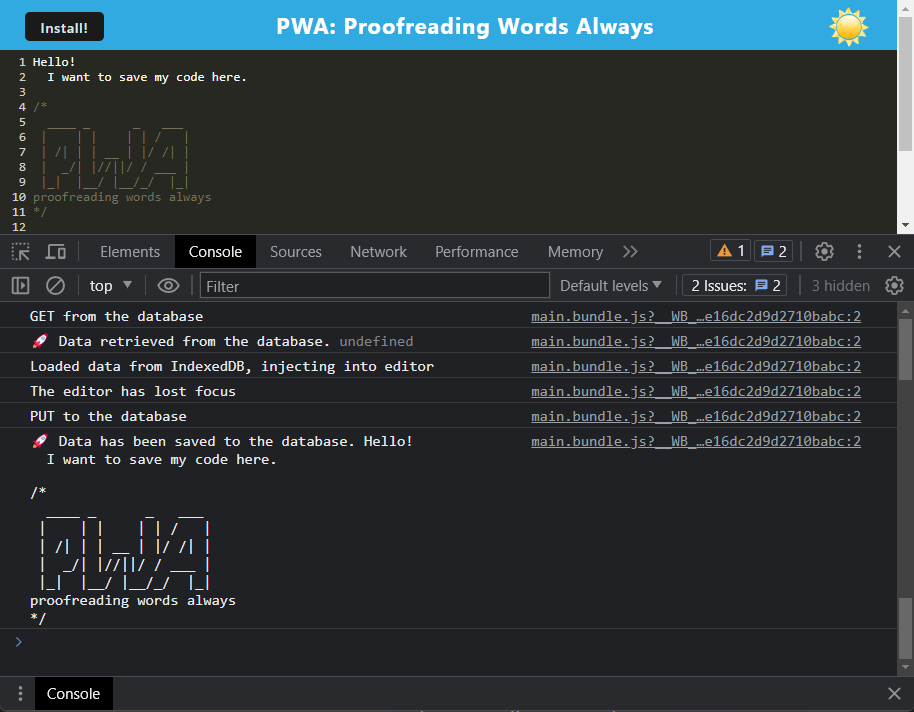 Install!
PWA: Proofreading Words Always
1 Hello!
2   I want to save my code here.
3
4 /*
5   ____ _      _   ___
6  |    | |    | | /   |
7  | /| | | __ | |/ /| |
8  |  _/| |//||/ / ___ |
9  |_|  |__/ |__/_/  |_|
10 proofreading words always
11 */
12
Elements Console Sources Network Performance Memory 1 2
top Filter Default levels 2 Issues: 2 3 hidden
GET from the database main.bundle.js?__WB_…e16dc2d9d2710babc:2
🚀 Data retrieved from the database. undefined main.bundle.js?__WB_…e16dc2d9d2710babc:2
Loaded data from IndexedDB, injecting into editor main.bundle.js?__WB_…e16dc2d9d2710babc:2
The editor has lost focus main.bundle.js?__WB_…e16dc2d9d2710babc:2
PUT to the database main.bundle.js?__WB_…e16dc2d9d2710babc:2
🚀 Data has been saved to the database. Hello! main.bundle.js?__WB_…e16dc2d9d2710babc:2
  I want to save my code here.
/*
  ____ _      _   ___
 |    | |    | | /   |
 | /| | | __ | |/ /| |
 |  _/| |//||/ / ___ |
 |_|  |__/ |__/_/  |_|
proofreading words always
*/
>
Console